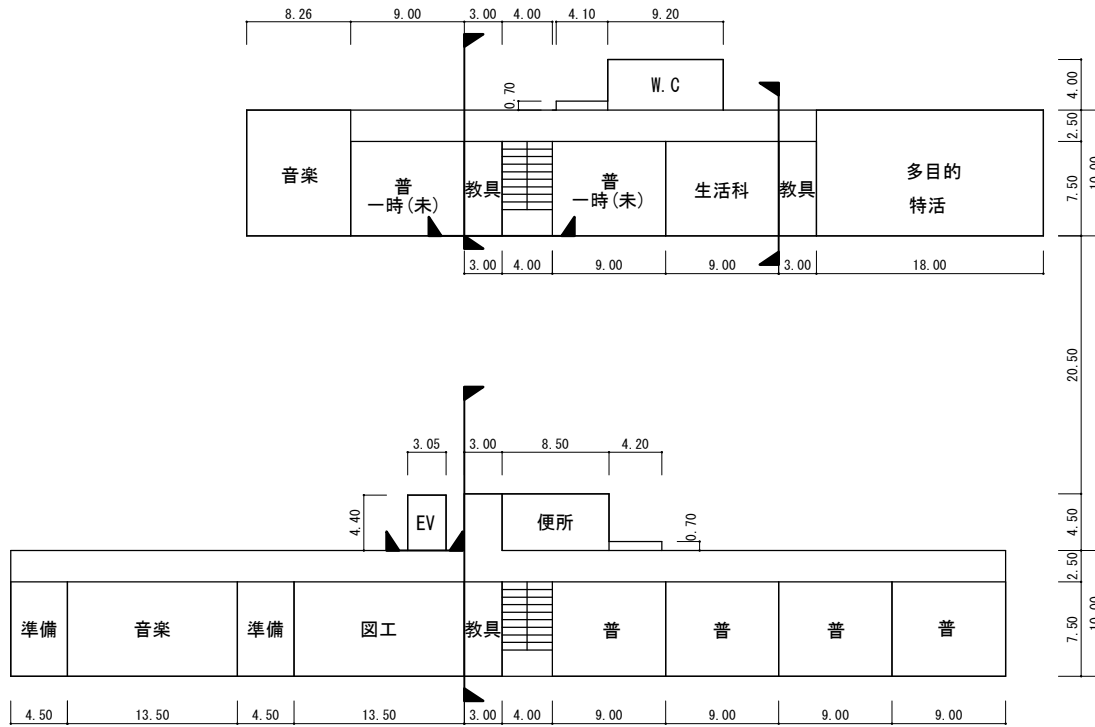 8.26 9.00 3.00 4.00 4.10 9.20
W.C
0.70
4.00
2.50
音楽
普
一時(未)
教具
普
一時(未)
生活科
教具
多目的
特活
7.50
10.00
3.00 4.00 9.00 9.00 3.00 18.00
20.50
3.05 3.00 8.50 4.20
4.40
EV
便所
0.70
4.50
2.50
準備 音楽 準備 図工 教具 普 普 普 普
7.50
10.00
4.50 13.50 4.50 13.50 3.00 4.00 9.00 9.00 9.00 9.00